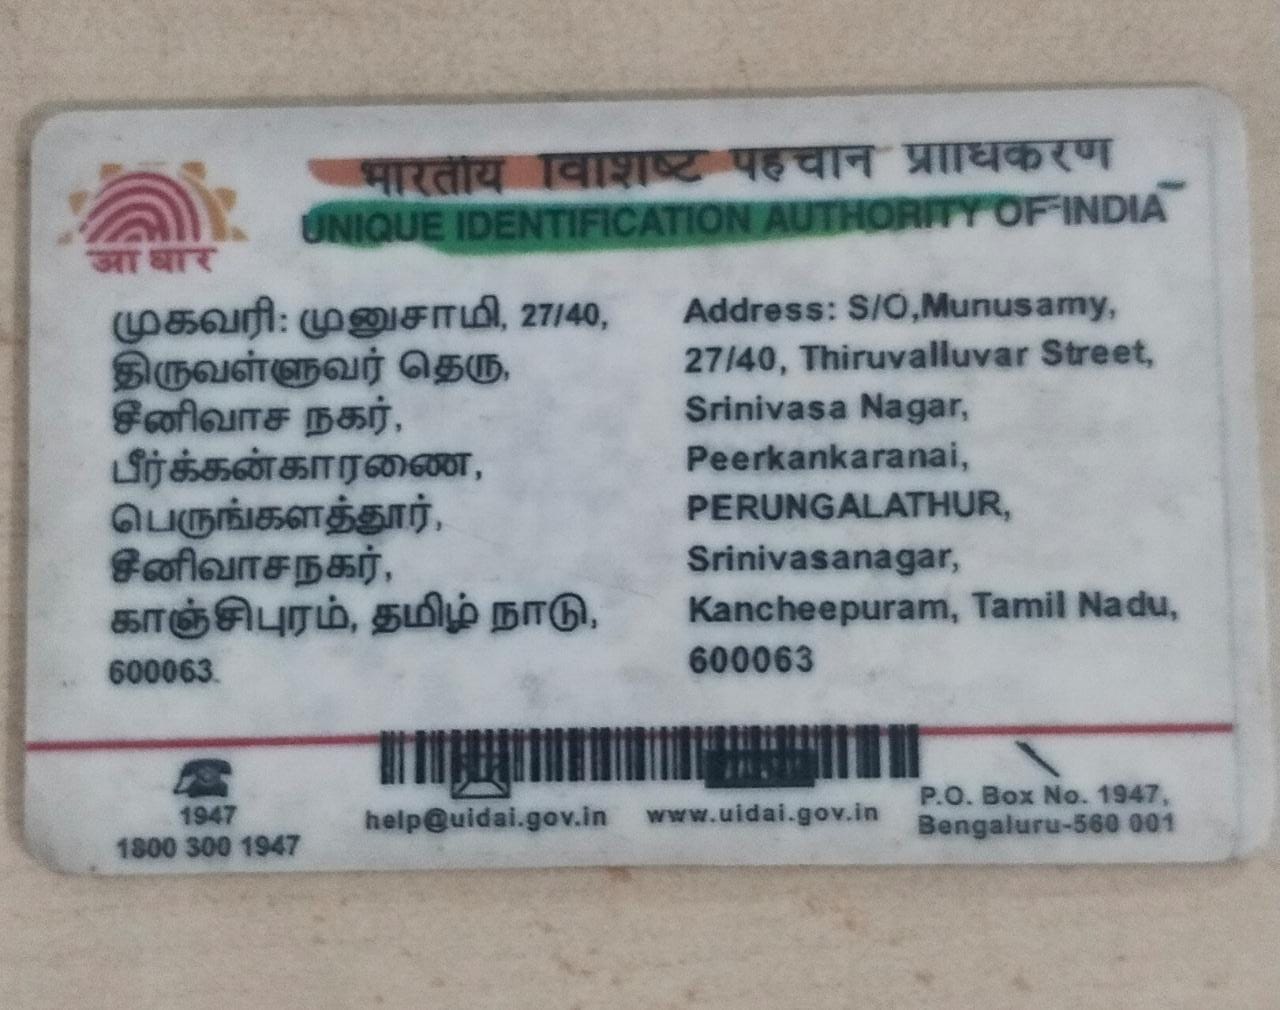 भारतीय विशिष्ट पहचान प्राधिकरण
UNIQUE IDENTIFICATION AUTHORITY OF INDIA
आधार
முகவரி: முனுசாமி, 27/40,
திருவள்ளுவர் தெரு,
சீனிவாச நகர்,
பீர்க்கன்காரணை,
பெருங்களத்தூர்,
சீனிவாசநகர்,
காஞ்சிபுரம், தமிழ் நாடு,
600063
Address: S/O,Munusamy,
27/40, Thiruvalluvar Street,
Srinivasa Nagar,
Peerkankaranai,
PERUNGALATHUR,
Srinivasanagar,
Kancheepuram, Tamil Nadu,
600063
1947
1800 300 1947
help@uidai.gov.in
www.uidai.gov.in
P.O. Box No. 1947,
Bengaluru-560 001